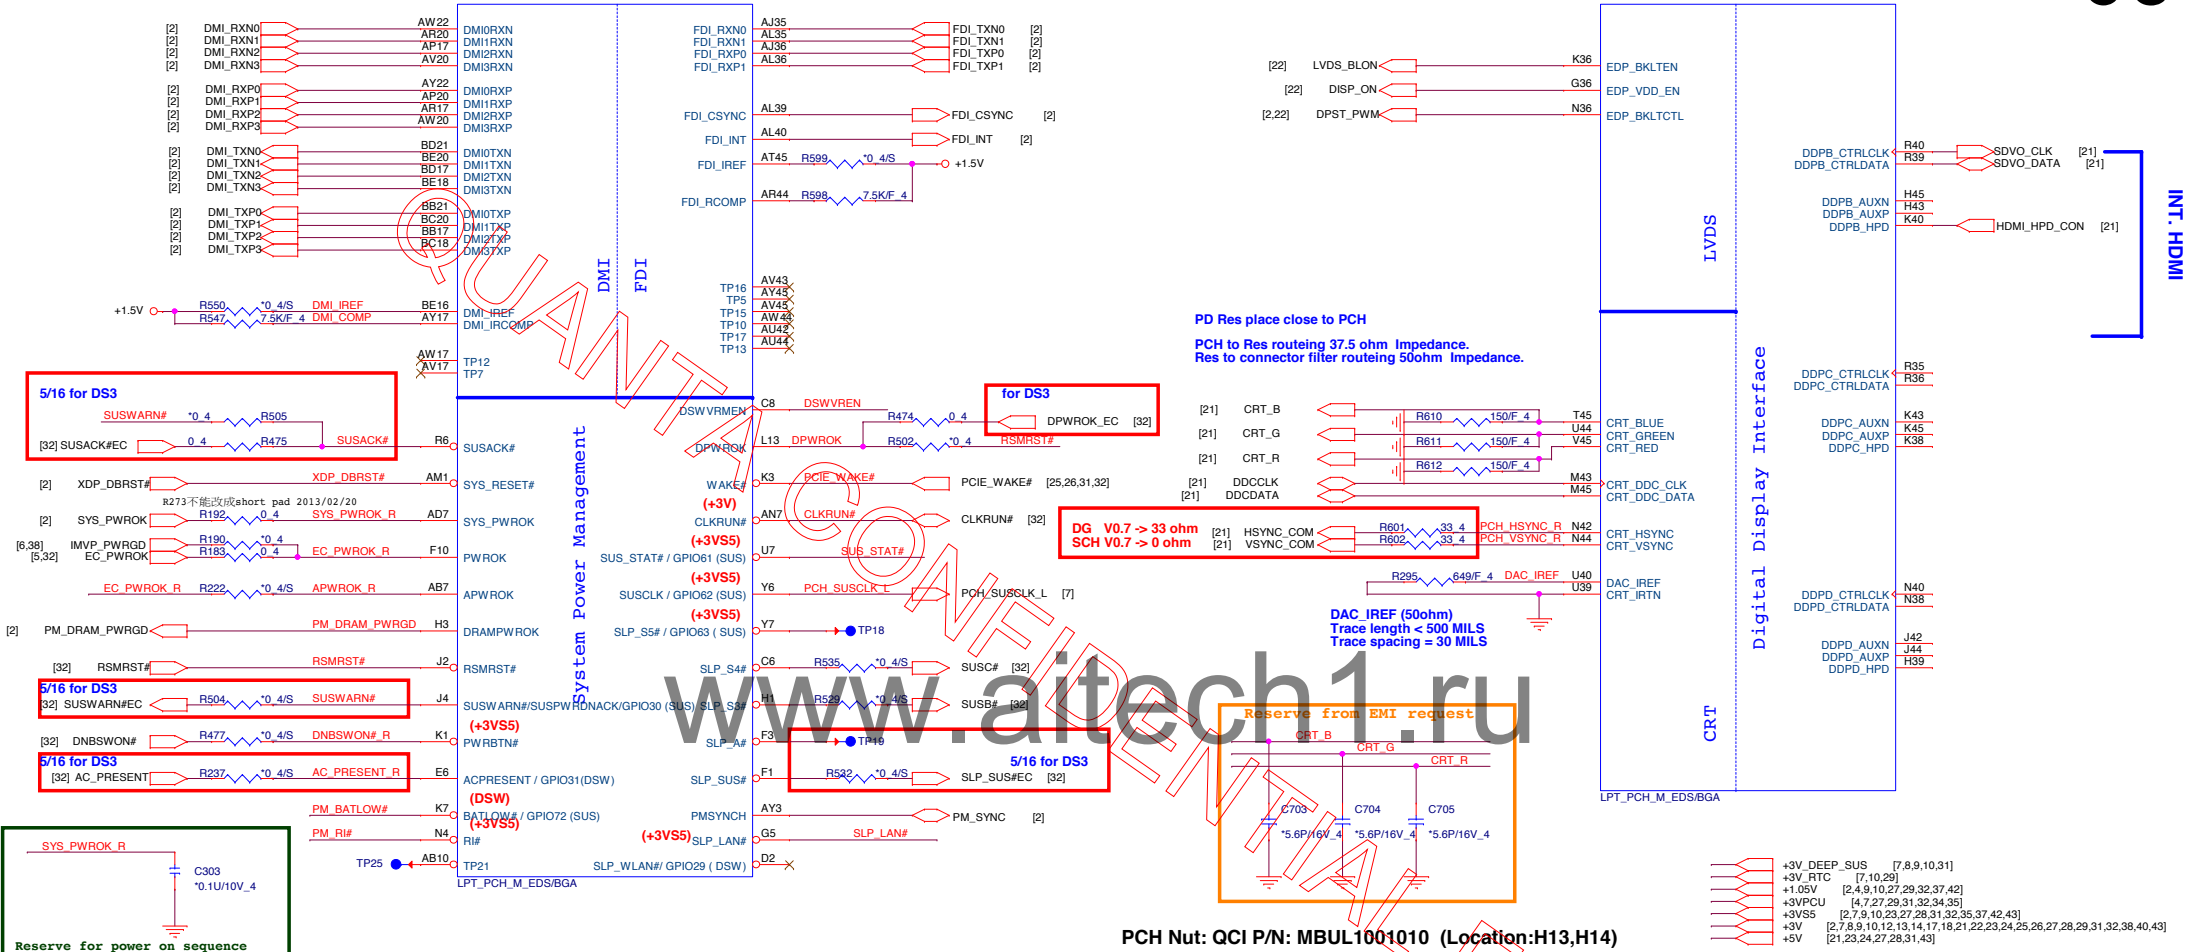 [2] DMI_RXN0 AW22 DMI0RXN
[2] DMI_RXN1 AR20 DMI1RXN
[2] DMI_RXN2 AP17 DMI2RXN
[2] DMI_RXN3 AV20 DMI3RXN
[2] DMI_RXP0 AY22 DMI0RXP
[2] DMI_RXP1 AP20 DMI1RXP
[2] DMI_RXP2 AR17 DMI2RXP
[2] DMI_RXP3 AW20 DMI3RXP
[2] DMI_TXN0 BD21 DMI0TXN
[2] DMI_TXN1 BE20 DMI1TXN
[2] DMI_TXN2 BD17 DMI2TXN
[2] DMI_TXN3 BE18 DMI3TXN
[2] DMI_TXP0 BB21 DMI0TXP
[2] DMI_TXP1 BC20 DMI1TXP
[2] DMI_TXP2 BB17 DMI2TXP
[2] DMI_TXP3 BC18 DMI3TXP
+1.5V R550 *0_4/S DMI_IREF BE16 DMI_IREF
R547 7.5K/F_4 DMI_COMP AY17 DMI_IRCOMP
AW17 TP12
AV17 TP7
DMI
FDI
FDI_RXN0 AJ35 FDI_TXN0 [2]
FDI_RXN1 AL35 FDI_TXN1 [2]
FDI_RXP0 AJ36 FDI_TXP0 [2]
FDI_RXP1 AL36 FDI_TXP1 [2]
FDI_CSYNC AL39 FDI_CSYNC [2]
FDI_INT AL40 FDI_INT [2]
FDI_IREF AT45 R599 *0_4/S +1.5V
FDI_RCOMP AR44 R598 7.5K/F_4
TP16 AV43
TP5 AY45
TP15 AV45
TP10 AW44
TP17 AU42
TP13 AU44
5/16 for DS3
SUSWARN# *0_4 R505
[32] SUSACK#EC 0_4 R475 SUSACK# R6 SUSACK#
[2] XDP_DBRST# XDP_DBRST# AM1 SYS_RESET#
R273不能改成short pad 2013/02/20
[2] SYS_PWROK R192 0_4 SYS_PWROK_R AD7 SYS_PWROK
[6,38] IMVP_PWRGD R190 *0_4
[5,32] EC_PWROK R183 0_4 EC_PWROK_R F10 PWROK
EC_PWROK_R R222 *0_4/S APWROK_R AB7 APWROK
[2] PM_DRAM_PWRGD PM_DRAM_PWRGD H3 DRAMPWROK
[32] RSMRST# RSMRST# J2 RSMRST#
5/16 for DS3
[32] SUSWARN#EC R504 *0_4/S SUSWARN# J4 SUSWARN#/SUSPWRDNACK/GPIO30 (SUS)
(+3VS5)
[32] DNBSWON# R477 *0_4/S DNBSWON#_R K1 PWRBTN#
5/16 for DS3
[32] AC_PRESENT R237 *0_4/S AC_PRESENT_R E6 ACPRESENT / GPIO31(DSW)
(DSW)
PM_BATLOW# K7 BATLOW# / GPIO72 (SUS)
(+3VS5)
PM_RI# N4 RI#
TP25 AB10 TP21
LPT_PCH_M_EDS/BGA
System Power Management
DSWVRMEN C8 DSWVREN
for DS3
R474 0_4 DPWROK_EC [32]
DPWROK L13 DPWROK R502 *0_4 RSMRST#
WAKE# K3 PCIE_WAKE# PCIE_WAKE# [25,26,31,32]
(+3V)
CLKRUN# AN7 CLKRUN# CLKRUN# [32]
(+3VS5)
SUS_STAT# / GPIO61 (SUS) U7 SUS_STAT#
(+3VS5)
SUSCLK / GPIO62 (SUS) Y6 PCH_SUSCLK_L PCH_SUSCLK_L [7]
(+3VS5)
SLP_S5# / GPIO63 ( SUS) Y7 TP18
SLP_S4# C6 R535 *0_4/S SUSC# [32]
SLP_S3# H1 R529 *0_4/S SUSB# [32]
SLP_A# F3 TP19
5/16 for DS3
SLP_SUS# F1 R532 *0_4/S SLP_SUS#EC [32]
PMSYNCH AY3 PM_SYNC [2]
(+3VS5)
SLP_LAN# G5 SLP_LAN#
SLP_WLAN#/ GPIO29 ( DSW) D2
SYS_PWROK_R
C303
*0.1U/10V_4
Reserve for power on sequence
QUANTA CONFIDENTIAL
www.aitech1.ru
[22] LVDS_BLON K36 EDP_BKLTEN
[22] DISP_ON G36 EDP_VDD_EN
[2,22] DPST_PWM N36 EDP_BKLTCTL
PD Res place close to PCH
PCH to Res routeing 37.5 ohm Impedance.
Res to connector filter routeing 50ohm Impedance.
[21] CRT_B R610 150/F_4 T45 CRT_BLUE
[21] CRT_G R611 150/F_4 U44 CRT_GREEN
[21] CRT_R R612 150/F_4 V45 CRT_RED
[21] DDCCLK M43 CRT_DDC_CLK
[21] DDCDATA M45 CRT_DDC_DATA
DG V0.7 -> 33 ohm
SCH V0.7 -> 0 ohm
[21] HSYNC_COM R601 33_4 PCH_HSYNC_R N42 CRT_HSYNC
[21] VSYNC_COM R602 33_4 PCH_VSYNC_R N44 CRT_VSYNC
R295 649/F_4 DAC_IREF U40 DAC_IREF
U39 CRT_IRTN
DAC_IREF (50ohm)
Trace length < 500 MILS
Trace spacing = 30 MILS
Reserve from EMI request
CRT_B
CRT_G
CRT_R
C703 C704 C705
*5.6P/16V_4 *5.6P/16V_4 *5.6P/16V_4
LVDS
CRT
Digital Display Interface
LPT_PCH_M_EDS/BGA
DDPB_CTRLCLK R40 SDVO_CLK [21]
DDPB_CTRLDATA R39 SDVO_DATA [21]
DDPB_AUXN H45
DDPB_AUXP H43
DDPB_HPD K40 HDMI_HPD_CON [21]
INT. HDMI
DDPC_CTRLCLK R35
DDPC_CTRLDATA R36
DDPC_AUXN K43
DDPC_AUXP K45
DDPC_HPD K38
DDPD_CTRLCLK N40
DDPD_CTRLDATA N38
DDPD_AUXN J42
DDPD_AUXP J44
DDPD_HPD H39
+3V_DEEP_SUS [7,8,9,10,31]
+3V_RTC [7,10,29]
+1.05V [2,4,9,10,27,29,32,37,42]
+3VPCU [4,7,27,29,31,32,34,35]
+3VS5 [2,7,9,10,23,27,28,31,32,35,37,42,43]
+3V [2,7,8,9,10,12,13,14,17,18,21,22,23,24,25,26,27,28,29,31,32,38,40,43]
+5V [21,23,24,27,28,31,43]
PCH Nut: QCI P/N: MBUL1001010 (Location:H13,H14)